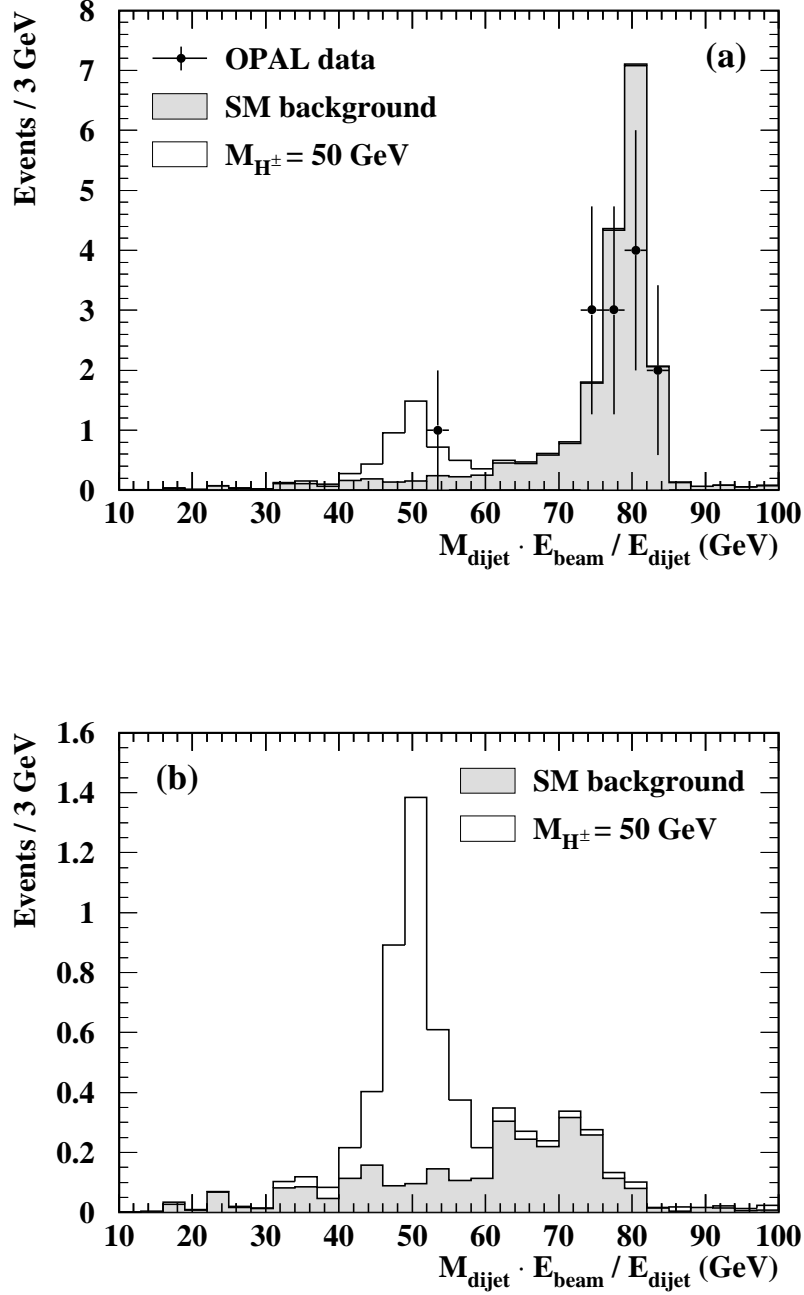 Events / 3 GeV
8
7
6
5
4
3
2
1
0
(a)
OPAL data
SM background
M_H± = 50 GeV
10 20 30 40 50 60 70 80 90 100
M_dijet · E_beam / E_dijet (GeV)
Events / 3 GeV
1.6
1.4
1.2
1
0.8
0.6
0.4
0.2
0
(b)
SM background
M_H± = 50 GeV
10 20 30 40 50 60 70 80 90 100
M_dijet · E_beam / E_dijet (GeV)